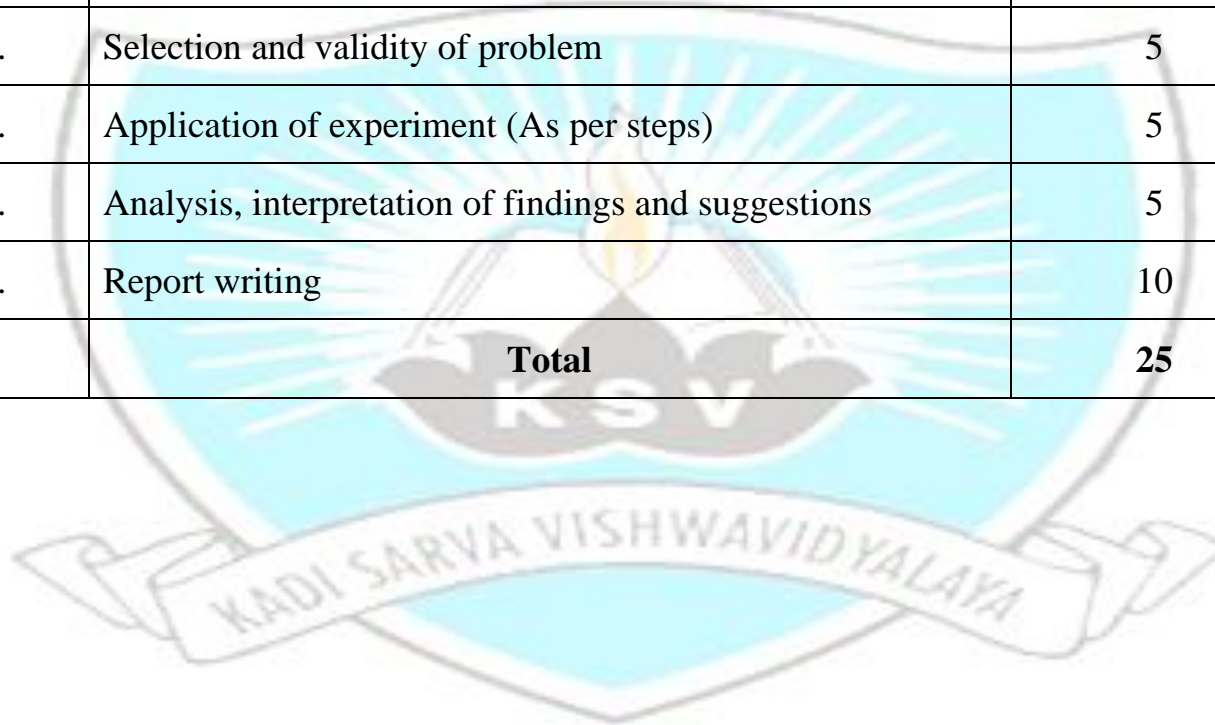 . Selection and validity of problem 5
. Application of experiment (As per steps) 5
. Analysis, interpretation of findings and suggestions 5
. Report writing 10
Total 25
KSV
KADI SARVA VISHWAVIDYALAYA